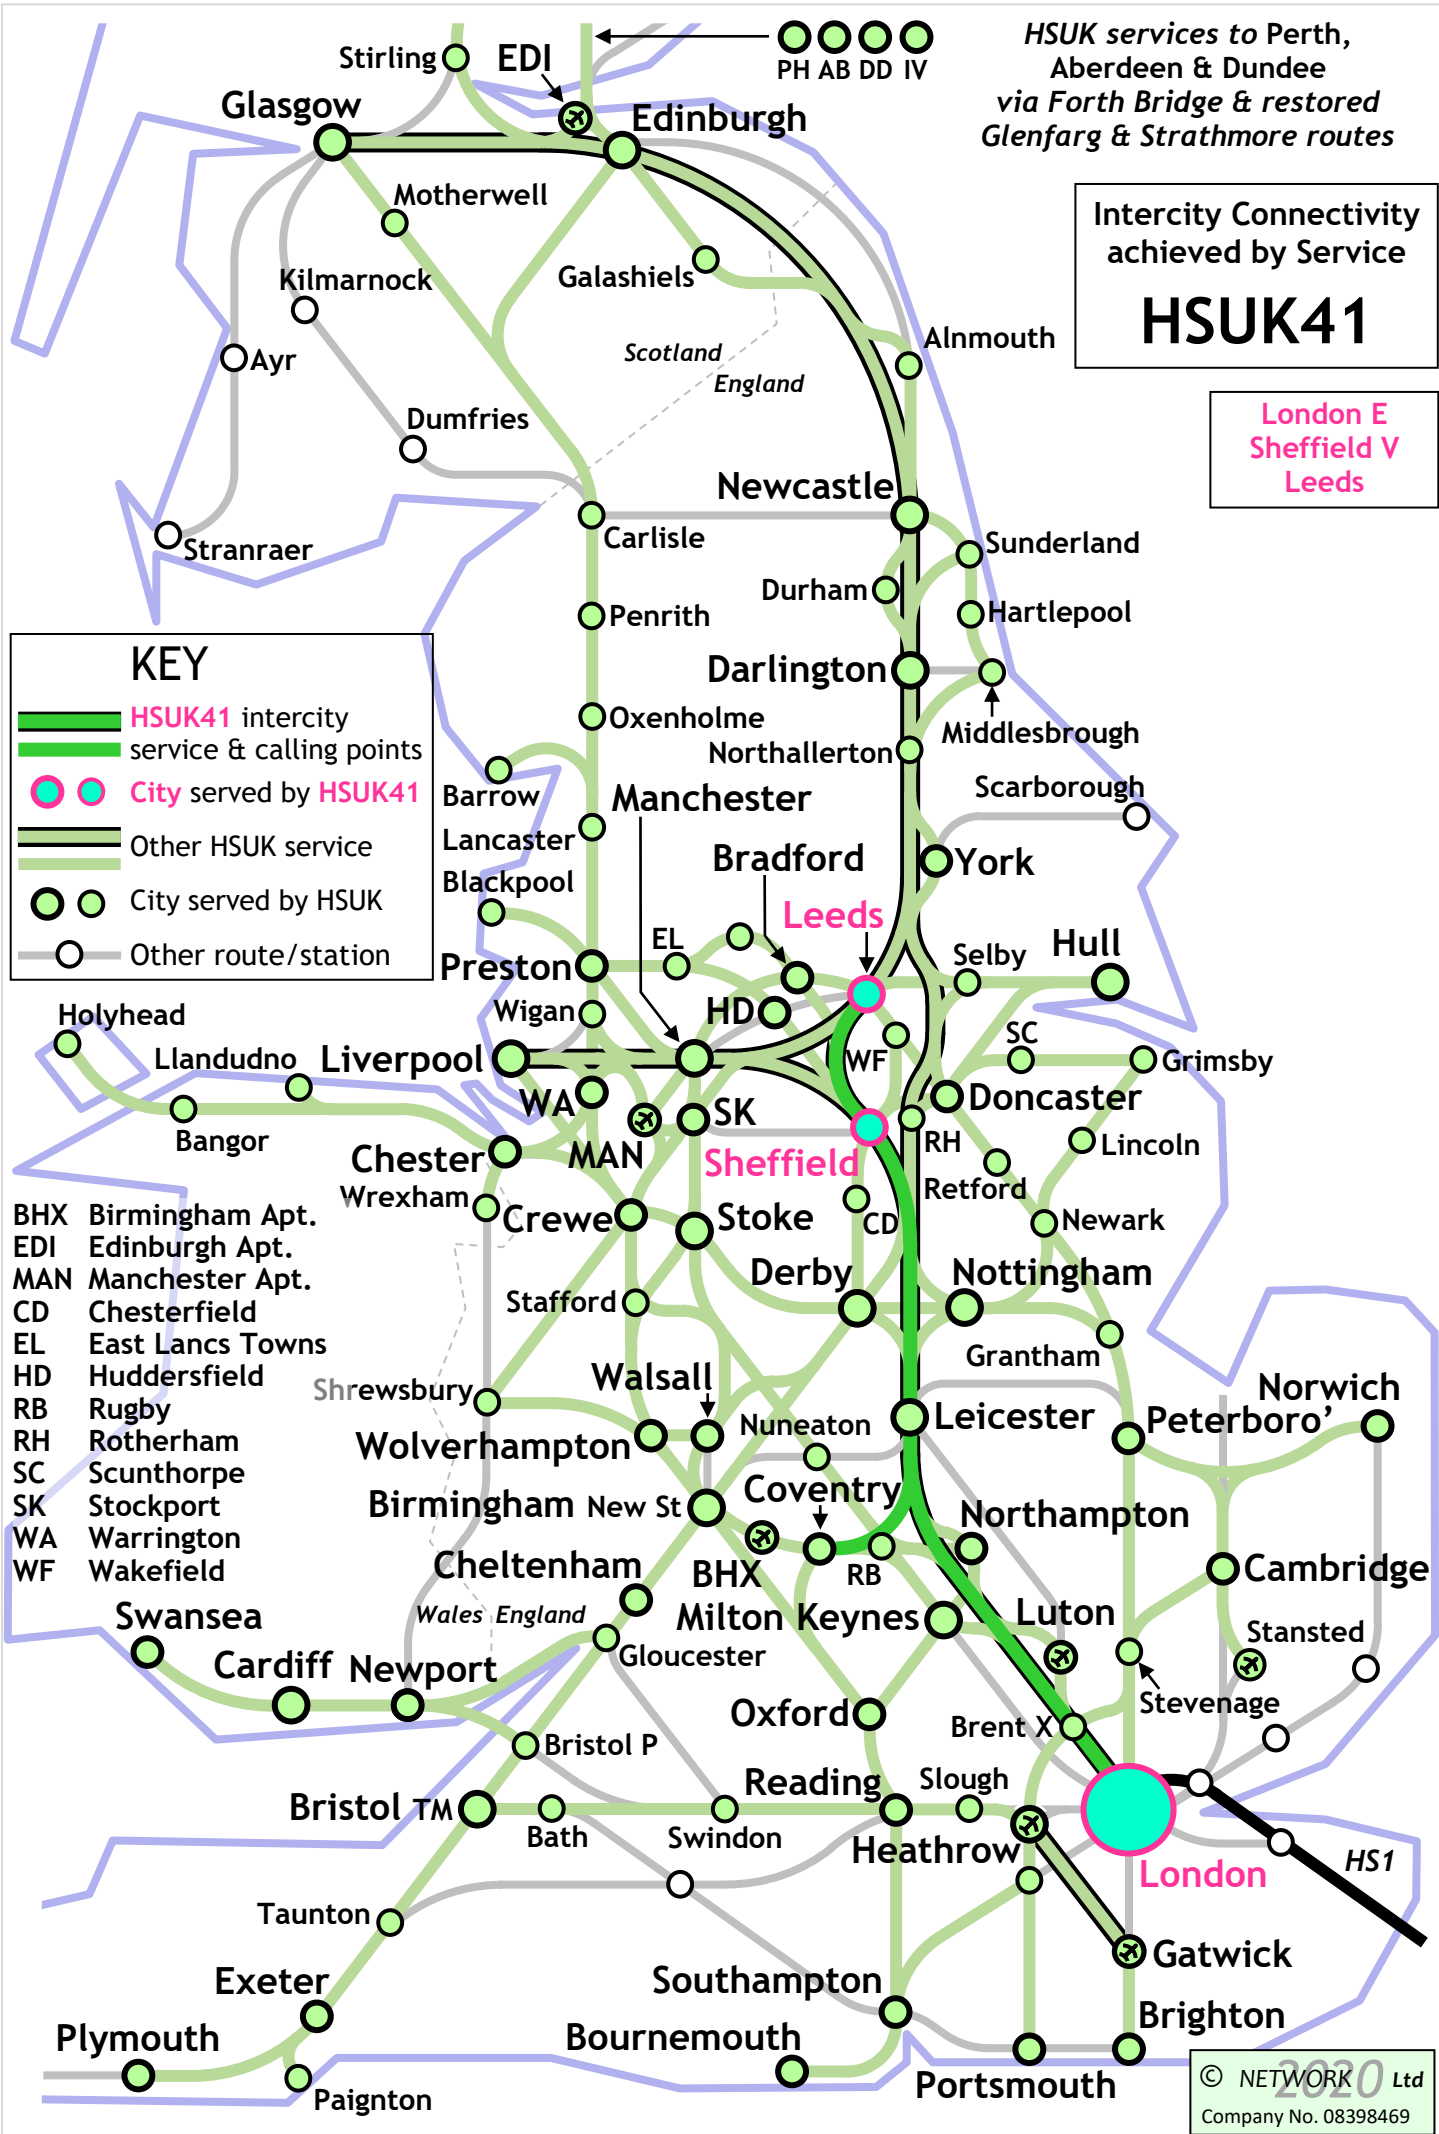 Stirling
EDI
PH AB DD IV
HSUK services to Perth,
Aberdeen & Dundee
via Forth Bridge & restored
Glenfarg & Strathmore routes
Glasgow
Edinburgh
Motherwell
Intercity Connectivity
achieved by Service
HSUK41
Galashiels
Kilmarnock
Alnmouth
Ayr
Scotland
England
London E
Sheffield V
Leeds
Dumfries
Newcastle
Carlisle
Sunderland
Stranraer
Durham
Hartlepool
Penrith
KEY
HSUK41 intercity
service & calling points
City served by HSUK41
Other HSUK service
City served by HSUK
Other route/station
Darlington
Oxenholme
Middlesbrough
Northallerton
Scarborough
Barrow
Manchester
Lancaster
Bradford
York
Blackpool
Leeds
EL
Selby
Hull
Preston
Wigan
HD
Holyhead
Llandudno
Liverpool
WF
SC
Grimsby
WA
SK
Doncaster
Bangor
MAN
RH
Lincoln
Chester
Sheffield
Wrexham
Retford
Crewe
Stoke
CD
Newark
BHX Birmingham Apt.
EDI Edinburgh Apt.
MAN Manchester Apt.
CD Chesterfield
EL East Lancs Towns
HD Huddersfield
RB Rugby
RH Rotherham
SC Scunthorpe
SK Stockport
WA Warrington
WF Wakefield
Derby
Nottingham
Stafford
Grantham
Walsall
Shrewsbury
Norwich
Nuneaton
Leicester
Peterboro'
Wolverhampton
Coventry
Birmingham New St
Northampton
BHX
RB
Cheltenham
Cambridge
Wales England
Milton Keynes
Luton
Swansea
Stansted
Gloucester
Cardiff
Newport
Stevenage
Oxford
Brent X
Bristol P
Reading
Slough
Bristol TM
Bath
Swindon
Heathrow
HS1
London
Taunton
Gatwick
Exeter
Southampton
Brighton
Plymouth
Bournemouth
Paignton
Portsmouth
© NETWORK 2020 Ltd
Company No. 08398469